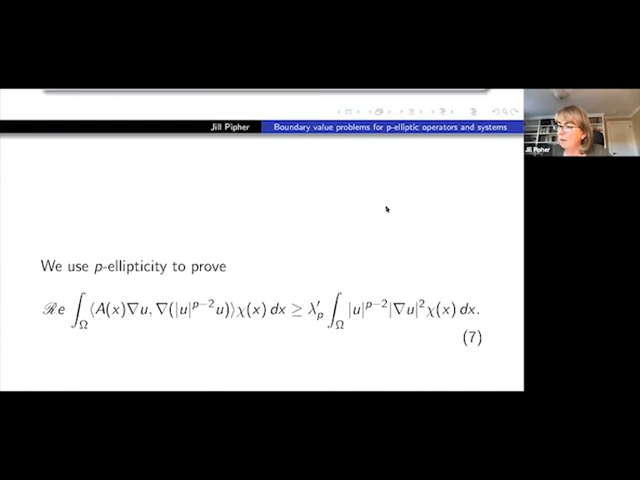 Jill Pipher Boundary value problems for p-elliptic operators and systems
Jill Pipher
We use p-ellipticity to prove
ℛe ∫_Ω ⟨A(x)∇u, ∇(|u|^{p−2}u)⟩χ(x) dx ≥ λ′_p ∫_Ω |u|^{p−2}|∇u|²χ(x) dx.
(7)